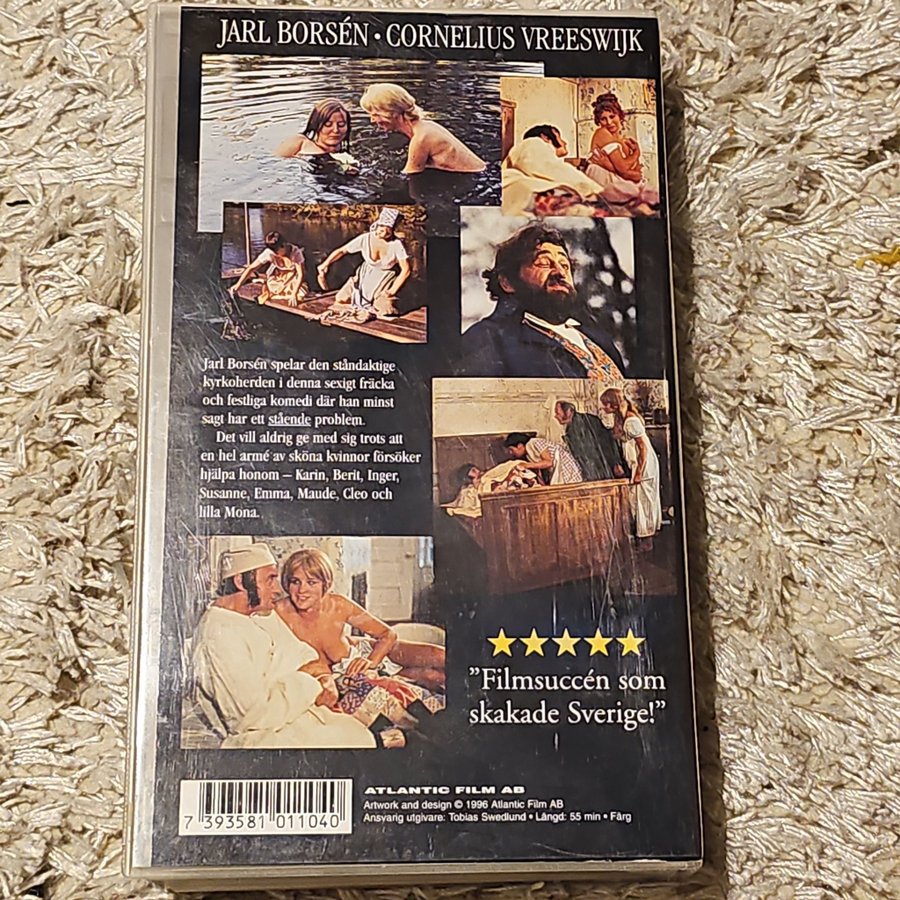 JARL BORSÉN • CORNELIUS VREESWIJK
Jarl Borsén spelar den ståndaktige
kyrkoherden i denna sexigt fräcka
och festliga komedi där han minst
sagt har ett stående problem.
Det vill aldrig ge med sig trots att
en hel armé av sköna kvinnor försöker
hjälpa honom – Karin, Berit, Inger,
Susanne, Emma, Maude, Cleo och
lilla Mona.
”Filmsuccén som
skakade Sverige!”
7 393581 011040
ATLANTIC FILM AB
Artwork and design © 1996 Atlantic Film AB
Ansvarig utgivare: Tobias Swedlund • Längd: 55 min • Färg